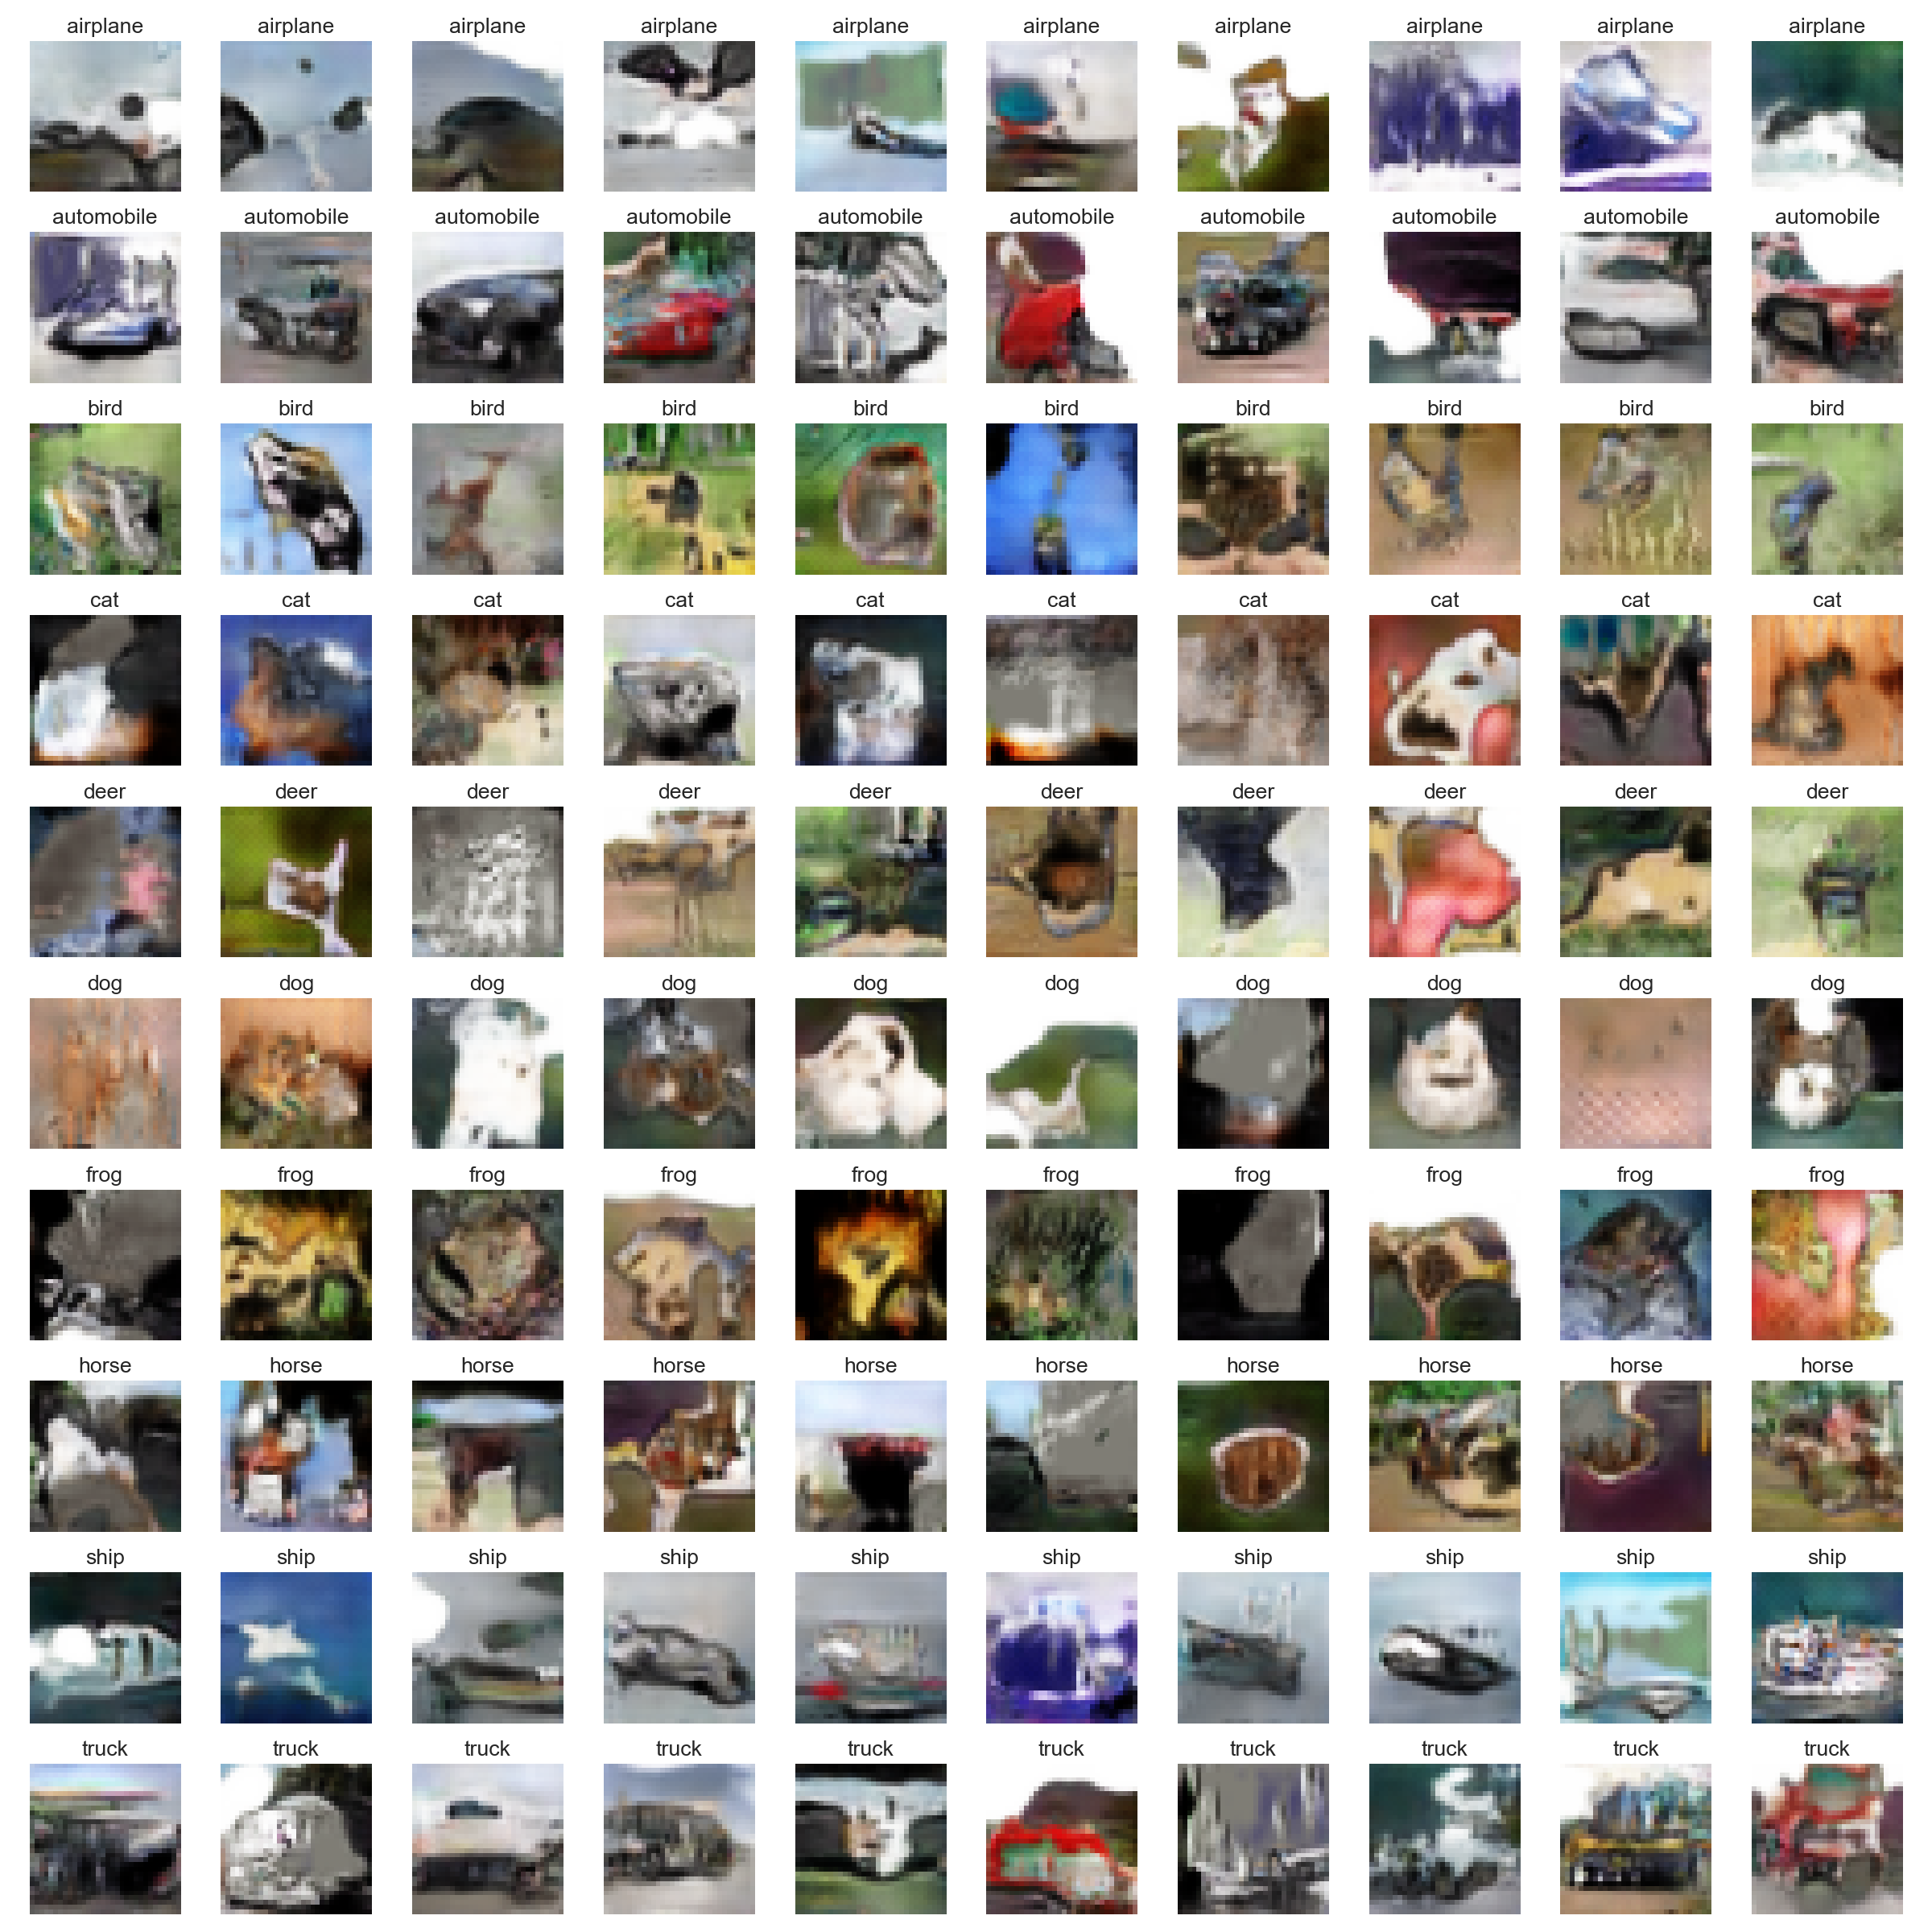 airplane airplane airplane airplane airplane airplane airplane airplane airplane airplane
automobile automobile automobile automobile automobile automobile automobile automobile automobile automobile
bird bird bird bird bird bird bird bird bird bird
cat cat cat cat cat cat cat cat cat cat
deer deer deer deer deer deer deer deer deer deer
dog dog dog dog dog dog dog dog dog dog
frog frog frog frog frog frog frog frog frog frog
horse horse horse horse horse horse horse horse horse horse
ship ship ship ship ship ship ship ship ship ship
truck truck truck truck truck truck truck truck truck truck